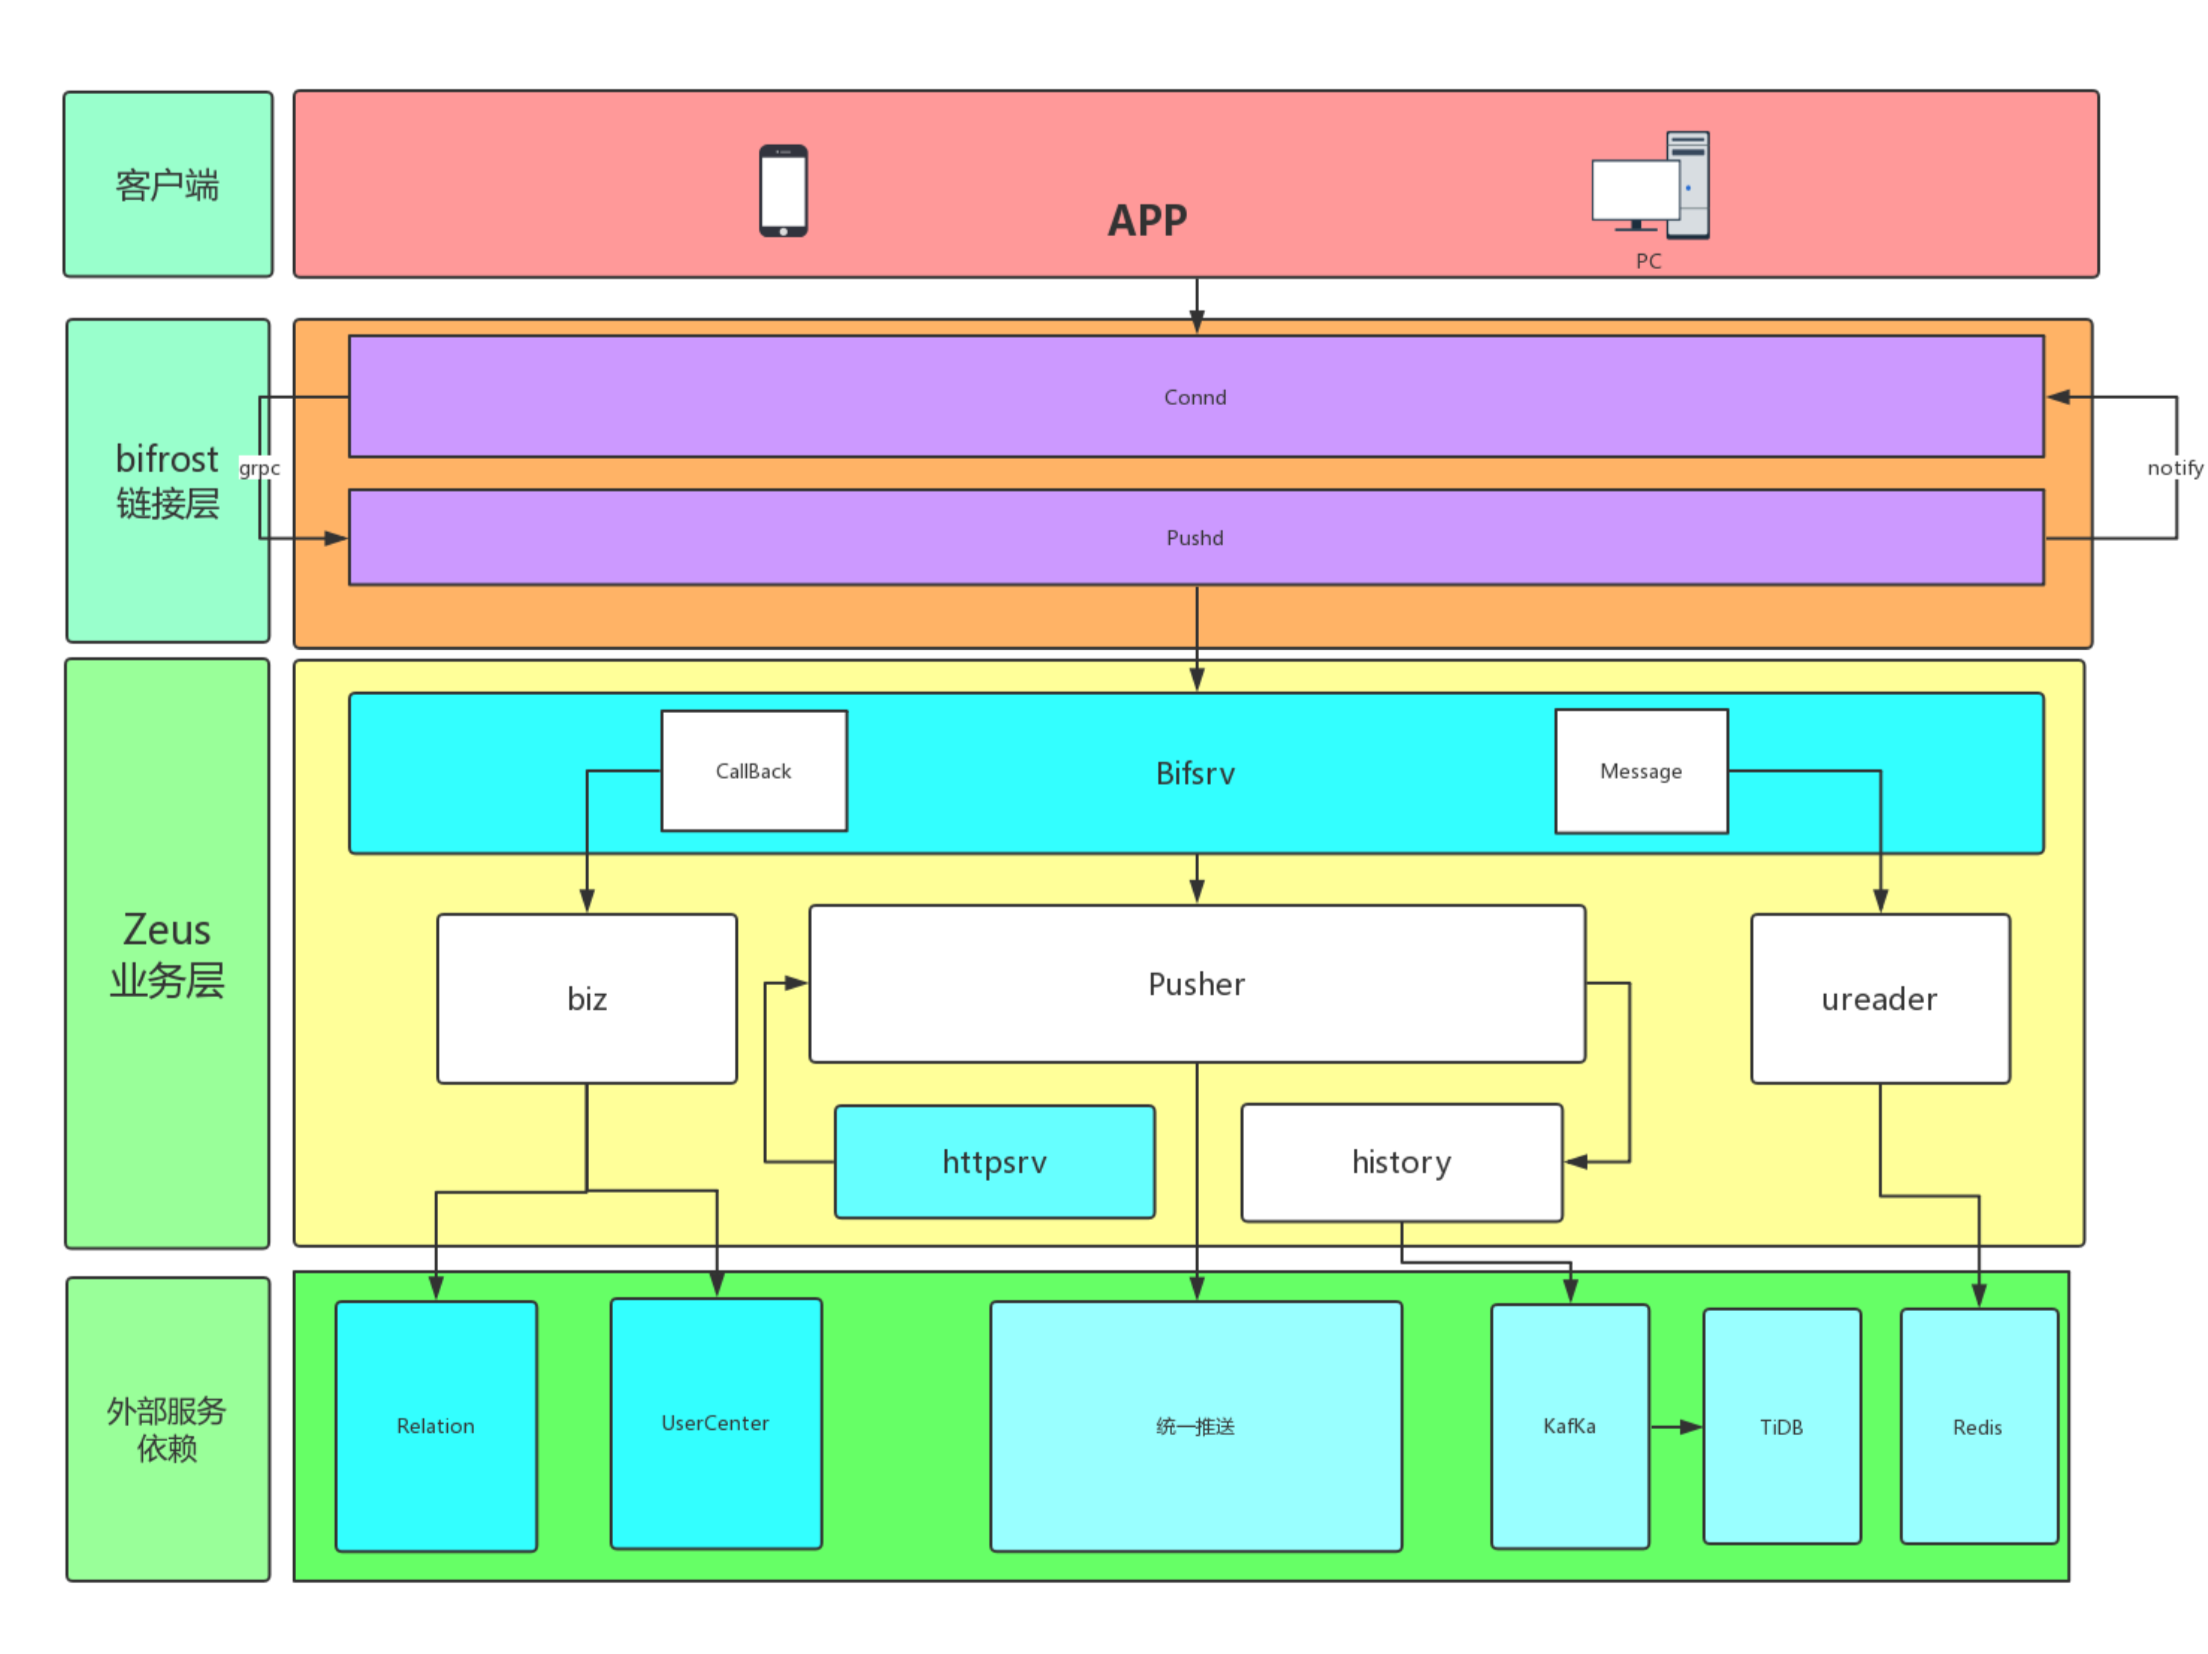 客户端
APP
PC
bifrost
链接层
grpc
Connd
Pushd
notify
Zeus
业务层
CallBack
Bifsrv
Message
biz
Pusher
ureader
httpsrv
history
外部服务
依赖
Relation
UserCenter
统一推送
KafKa
TiDB
Redis